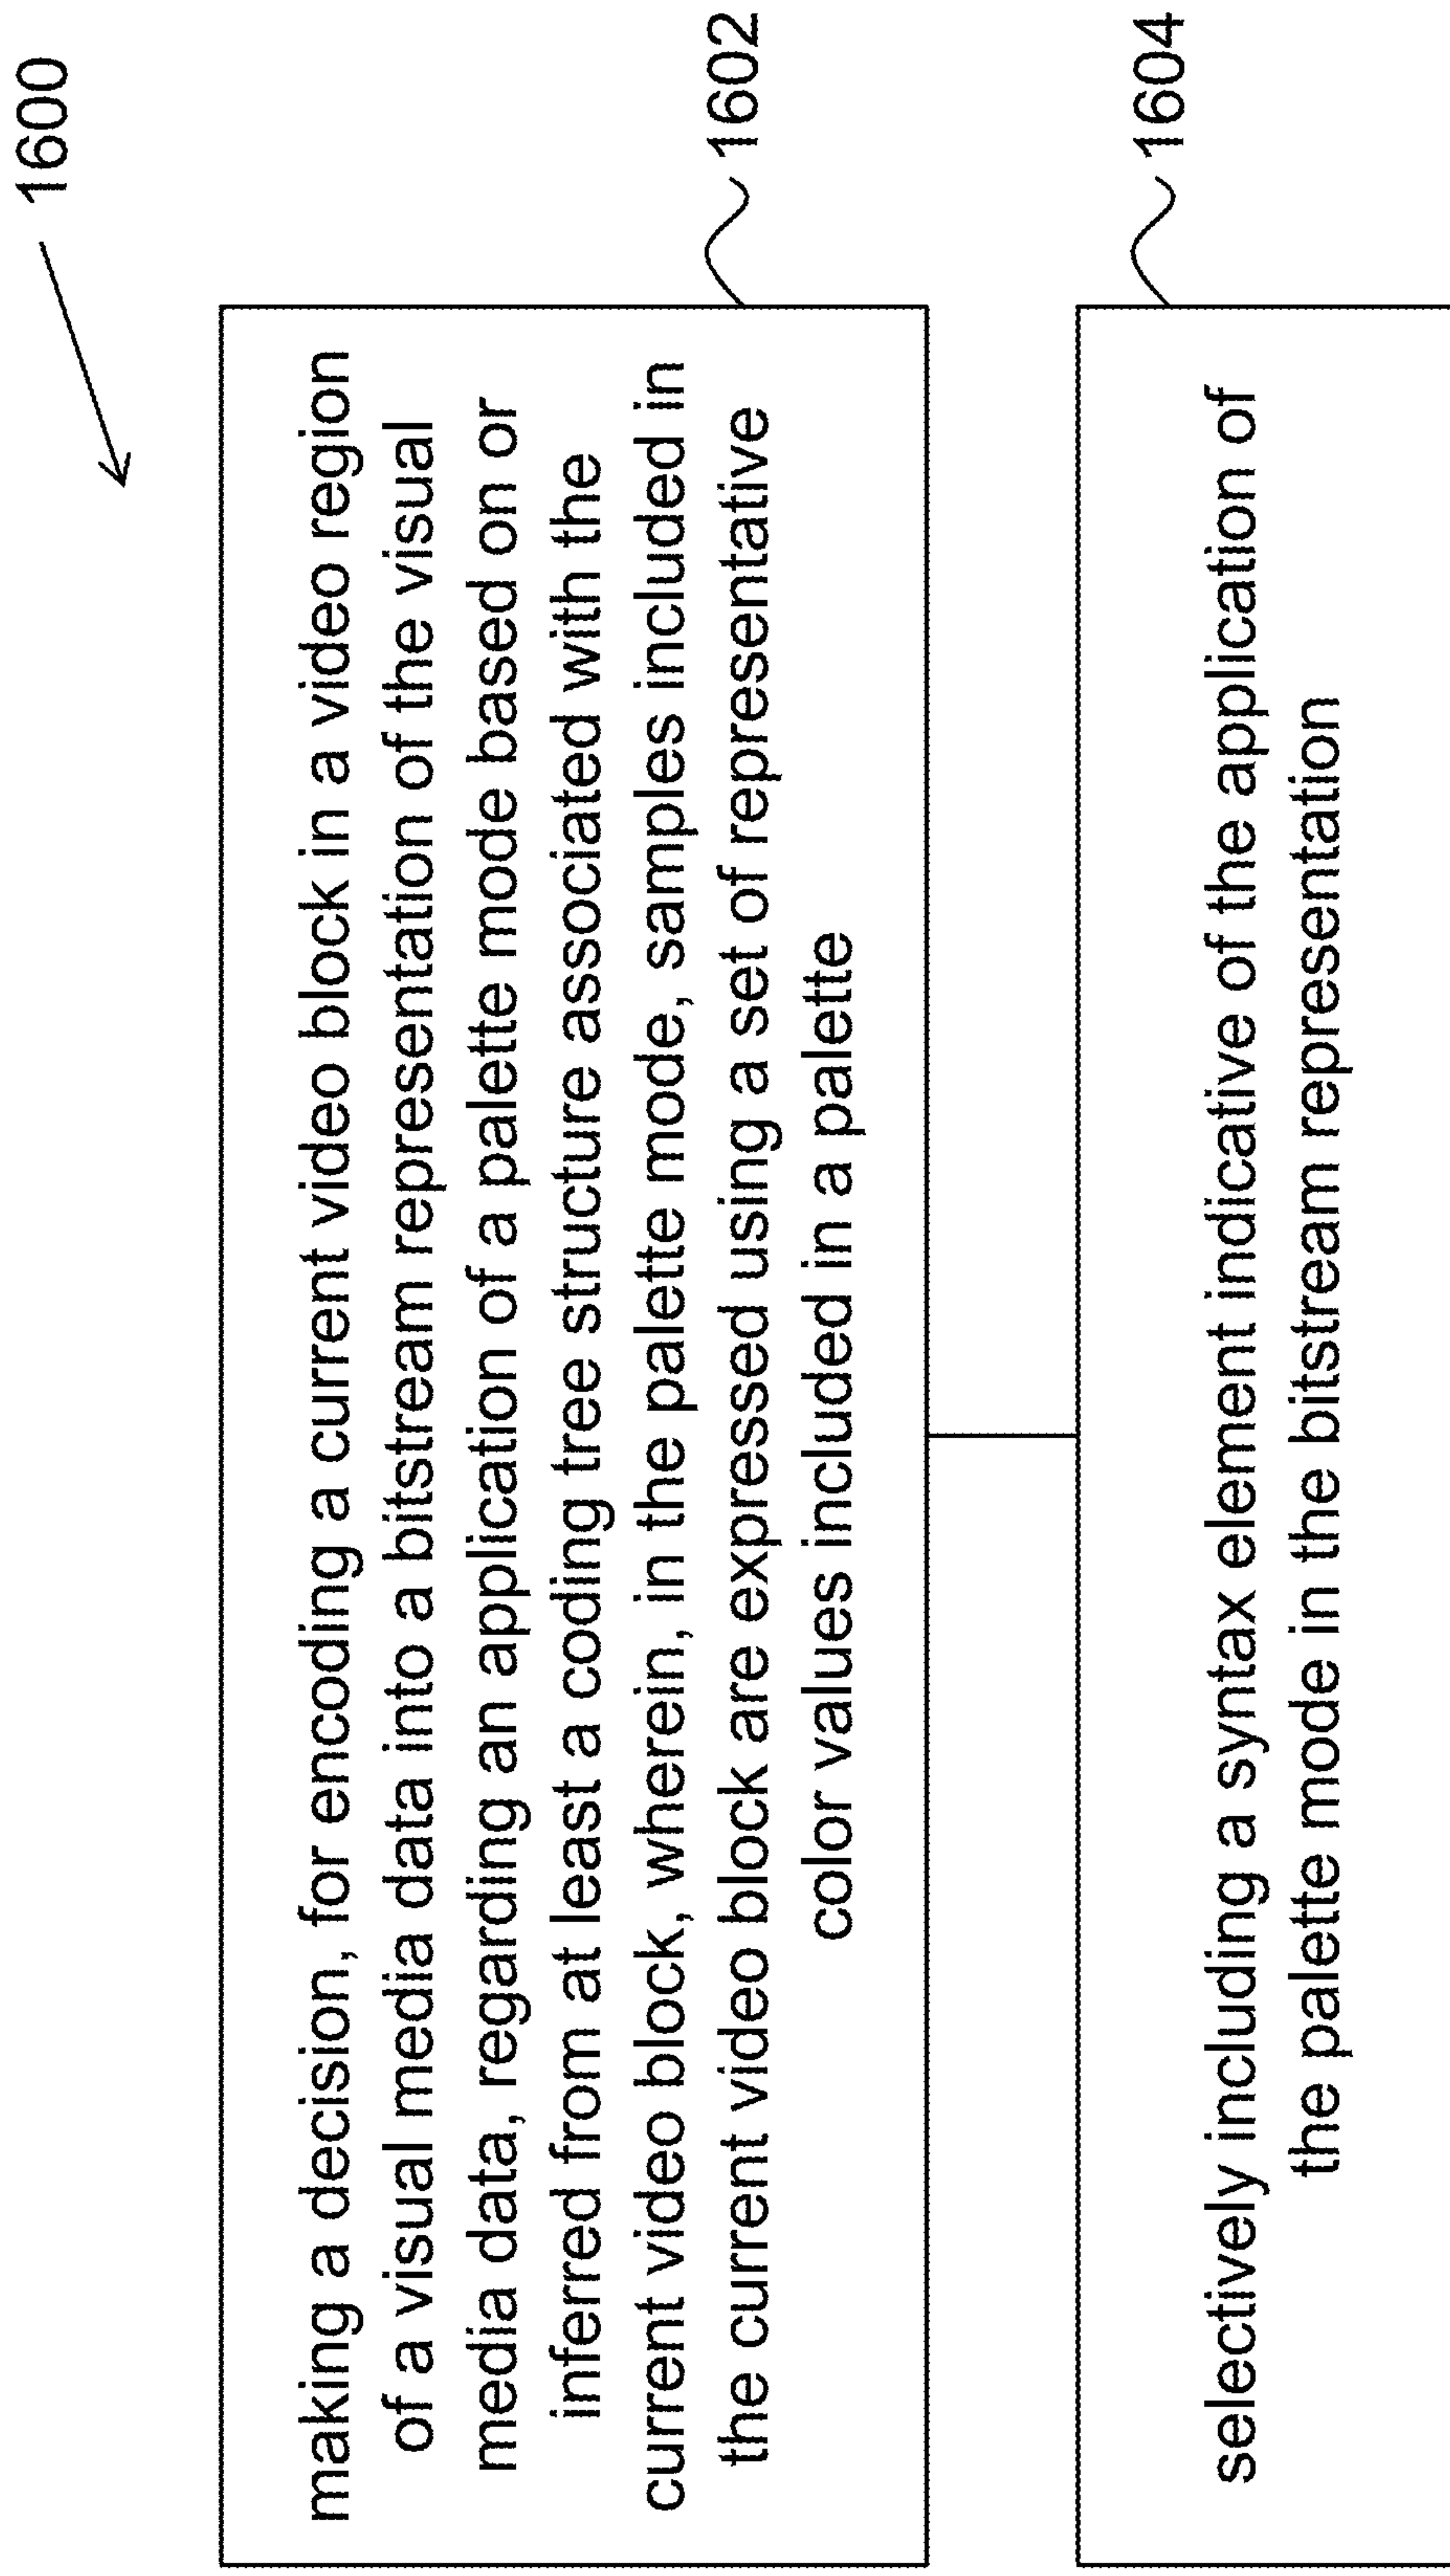 1600
making a decision, for encoding a current video block in a video region
of a visual media data into a bitstream representation of the visual
media data, regarding an application of a palette mode based on or
inferred from at least a coding tree structure associated with the
current video block, wherein, in the palette mode, samples included in
the current video block are expressed using a set of representative
color values included in a palette
1602
selectively including a syntax element indicative of the application of
the palette mode in the bitstream representation
1604